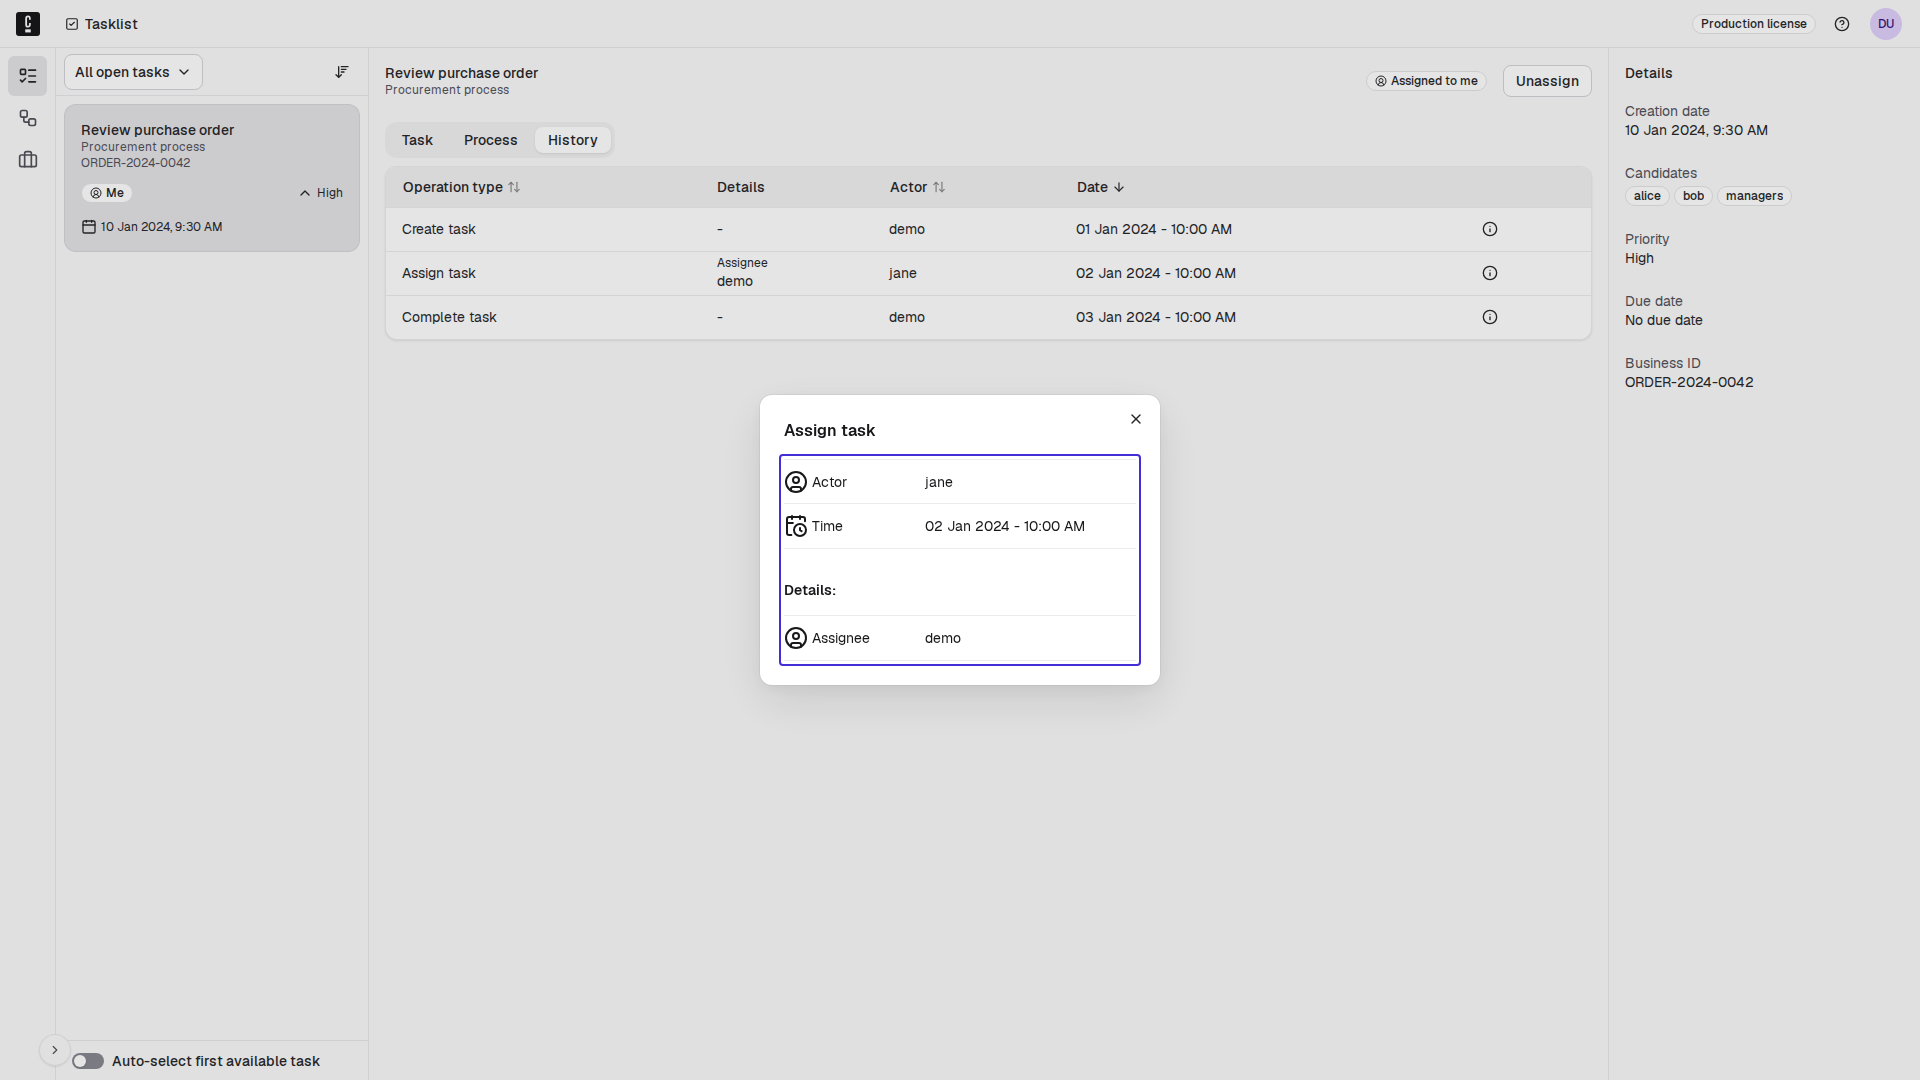 Tasklist
Production license
DU
All open tasks
Review purchase order
Procurement process
ORDER-2024-0042
Me
High
10 Jan 2024, 9:30 AM
Auto-select first available task
Review purchase order
Procurement process
Assigned to me
Unassign
Task Process History
Operation type Details Actor Date
Create task - demo 01 Jan 2024 - 10:00 AM
Assign task Assignee demo jane 02 Jan 2024 - 10:00 AM
Complete task - demo 03 Jan 2024 - 10:00 AM
Assign task
Actor jane
Time 02 Jan 2024 - 10:00 AM
Details:
Assignee demo
Details
Creation date
10 Jan 2024, 9:30 AM
Candidates
alice bob managers
Priority
High
Due date
No due date
Business ID
ORDER-2024-0042